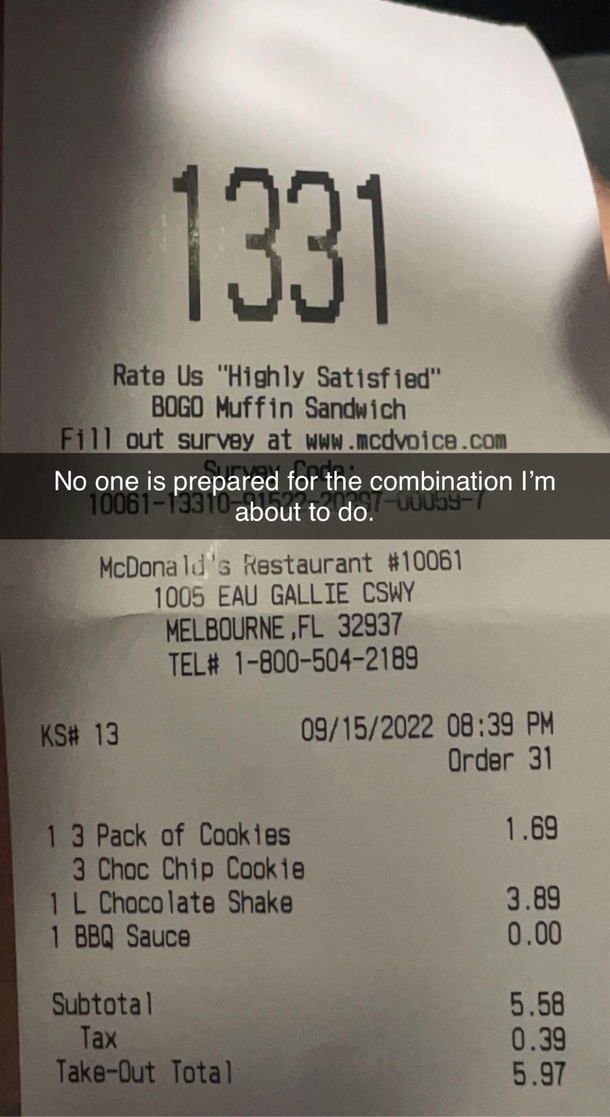 1331
Rate Us "Highly Satisfied"
BOGO Muffin Sandwich
Fill out survey at www.mcdvoice.com
Survey Code:
No one is prepared for the combination I'm
about to do.
McDonald's Restaurant #10061
1005 EAU GALLIE CSWY
MELBOURNE,FL 32937
TEL# 1-800-504-2189
KS# 13 09/15/2022 08:39 PM
Order 31
1 3 Pack of Cookies 1.69
3 Choc Chip Cookie
1 L Chocolate Shake 3.89
1 BBQ Sauce 0.00
Subtotal 5.58
Tax 0.39
Take-Out Total 5.97